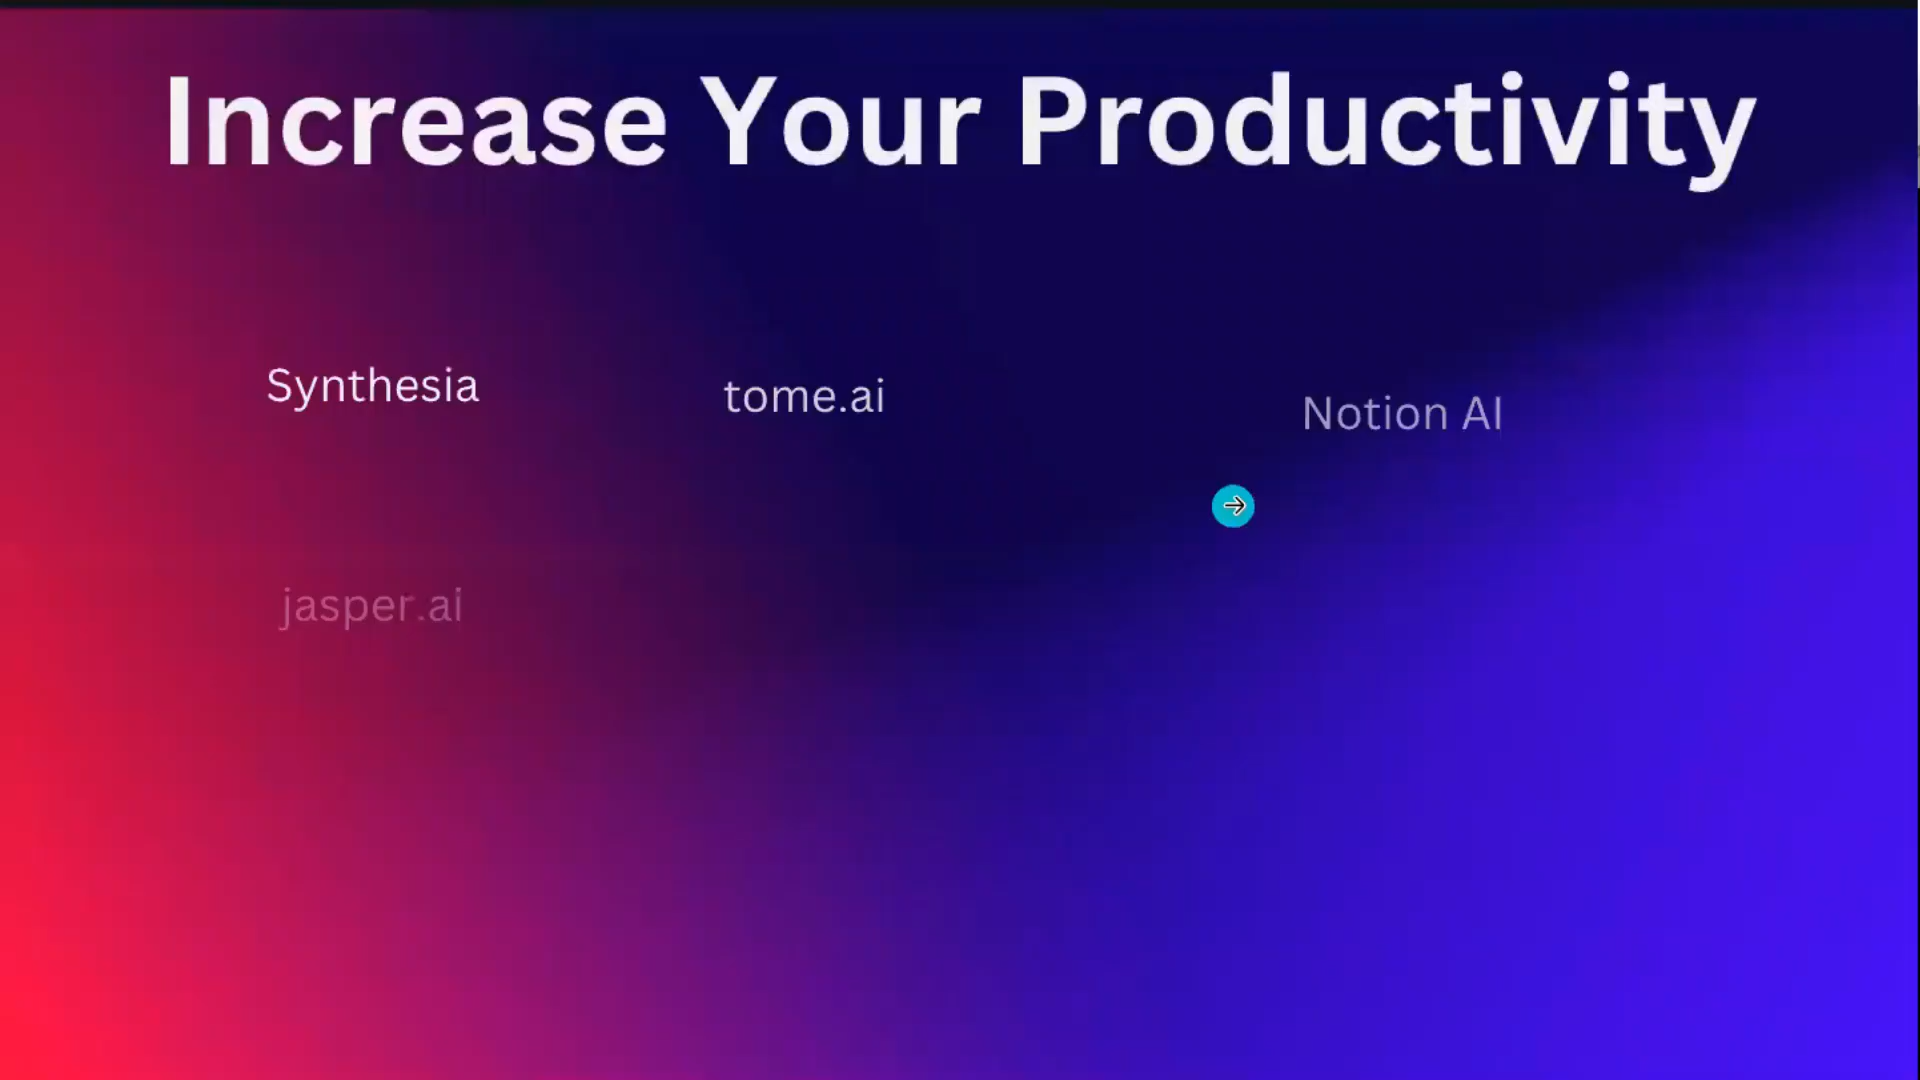 Increase Your Productivity
Synthesia
tome.ai
Notion AI
jasper.ai